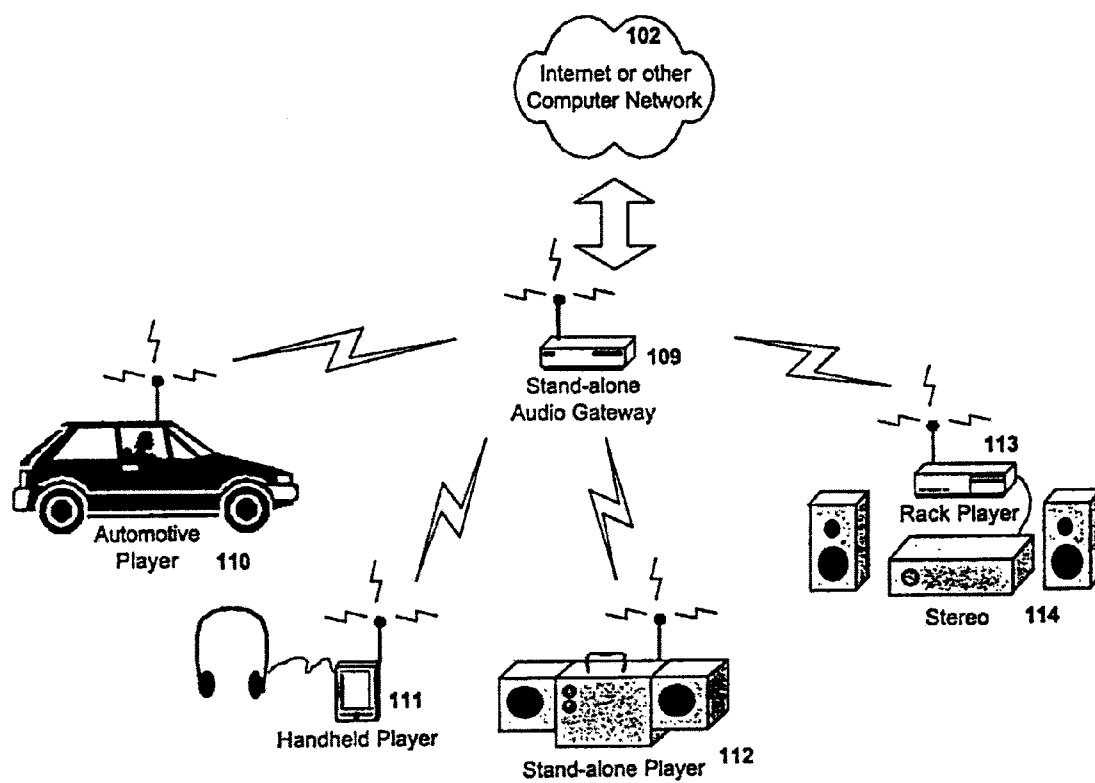 102
Internet or other
Computer Network
109
Stand-alone
Audio Gateway
113
Rack Player
Automotive
Player 110
Stereo 114
111
Handheld Player
112
Stand-alone Player